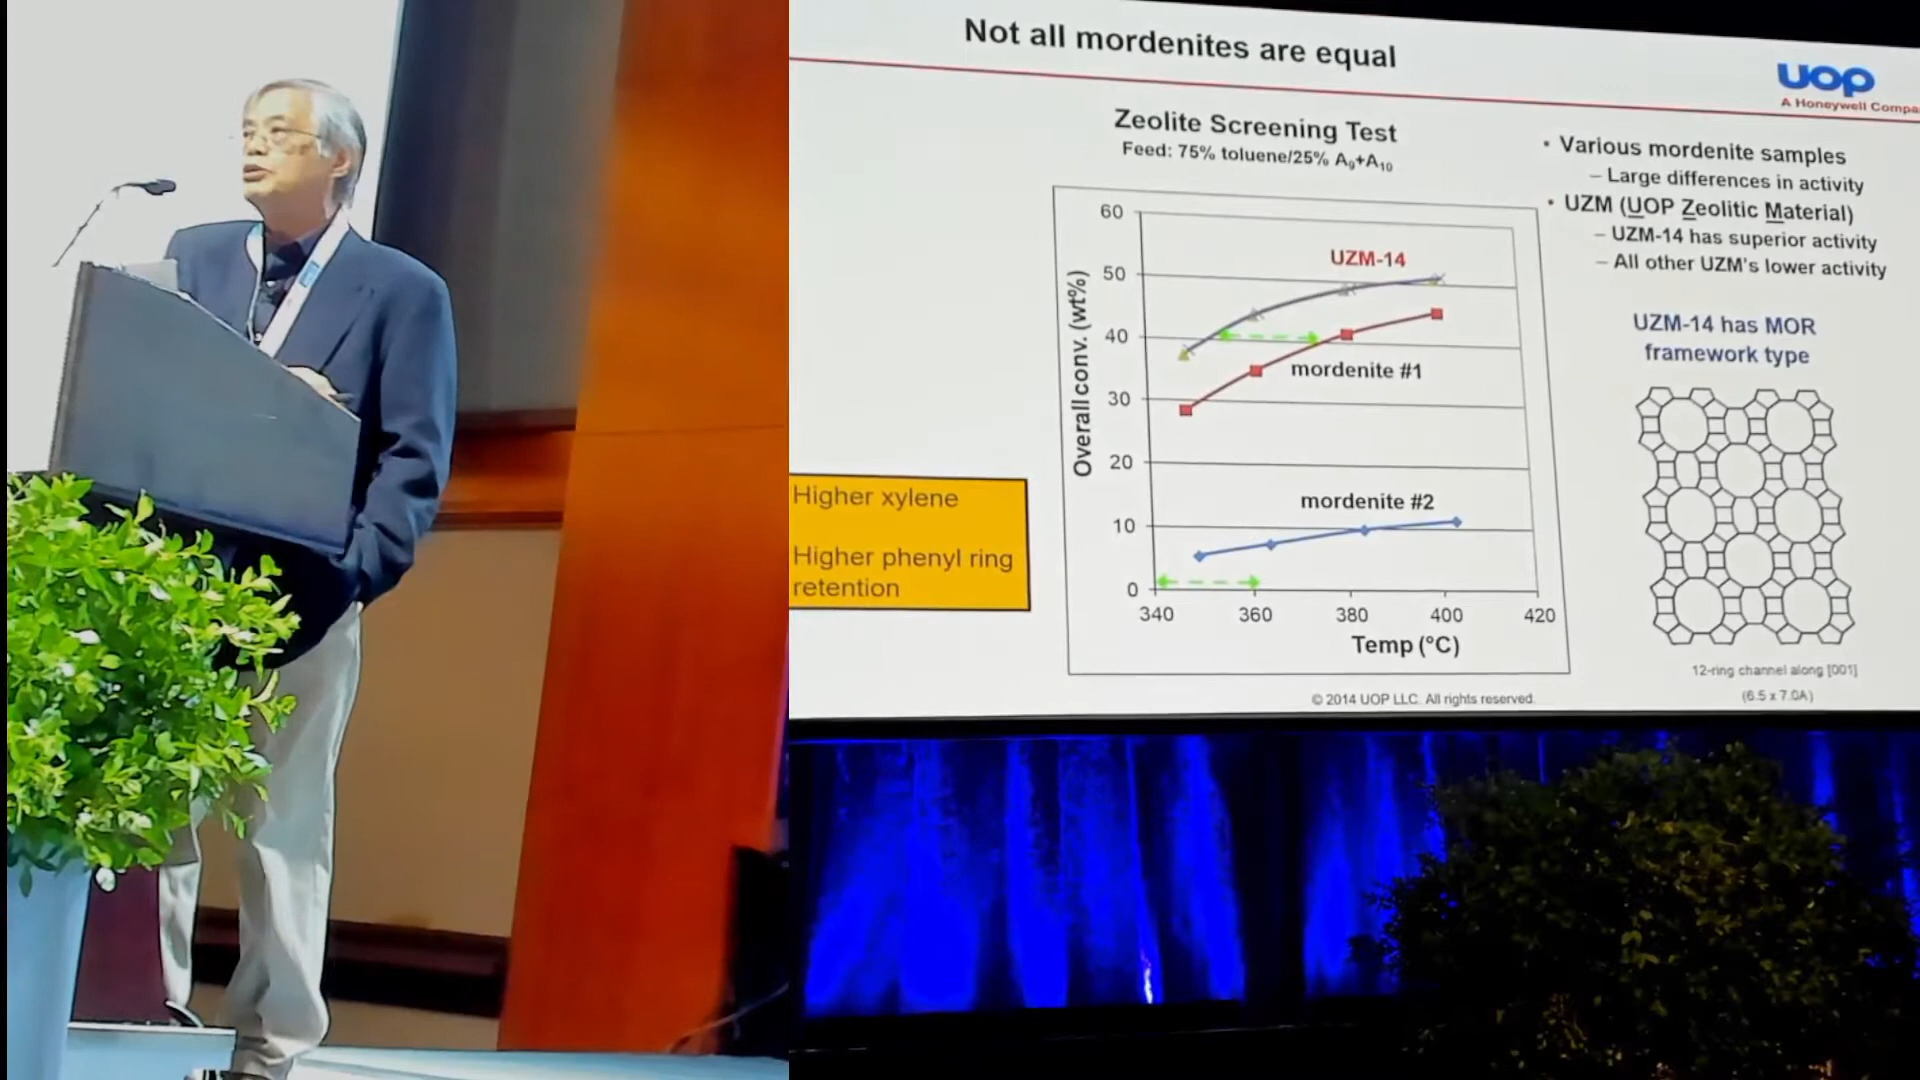 Not all mordenites are equal
uop
A Honeywell Compa
Zeolite Screening Test
Feed: 75% toluene/25% A₉+A₁₀
60
50
40
30
20
10
0
Overall conv. (wt%)
UZM-14
mordenite #1
mordenite #2
340
360
380
400
420
Temp (°C)
Higher xylene
Higher phenyl ring
retention
• Various mordenite samples
– Large differences in activity
• UZM (UOP Zeolitic Material)
– UZM-14 has superior activity
– All other UZM's lower activity
UZM-14 has MOR
framework type
12-ring channel along [001]
(6.5 x 7.0A)
© 2014 UOP LLC. All rights reserved.